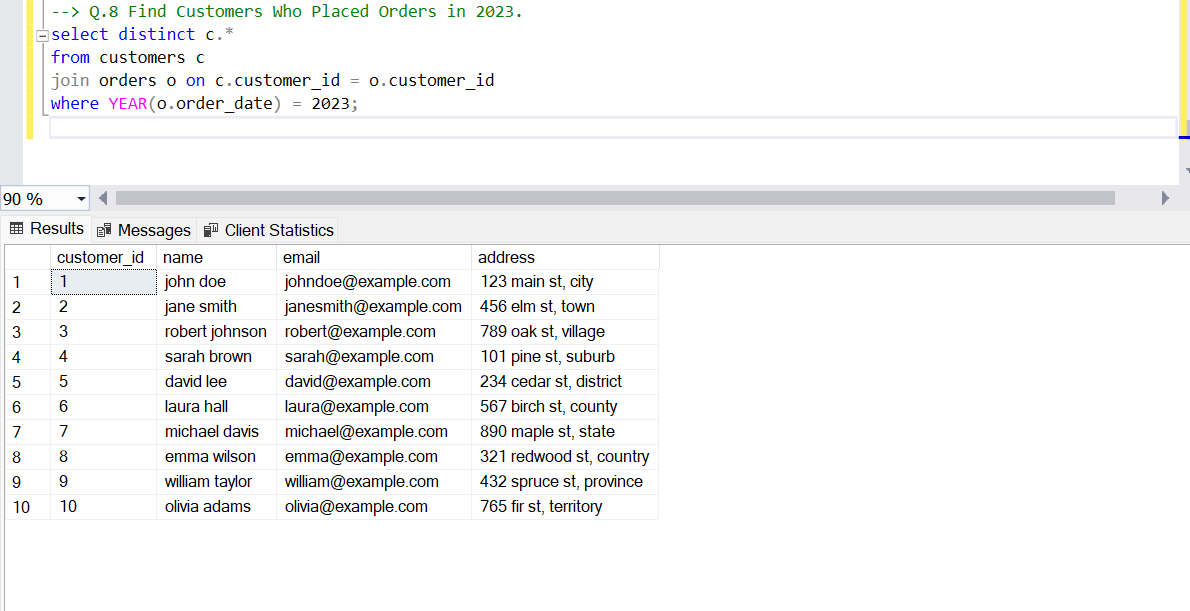 --> Q.8 Find Customers Who Placed Orders in 2023.
select distinct c.*
from customers c
join orders o on c.customer_id = o.customer_id
where YEAR(o.order_date) = 2023;
90 %
Results Messages Client Statistics
customer_id name email address
1 1 john doe johndoe@example.com 123 main st, city
2 2 jane smith janesmith@example.com 456 elm st, town
3 3 robert johnson robert@example.com 789 oak st, village
4 4 sarah brown sarah@example.com 101 pine st, suburb
5 5 david lee david@example.com 234 cedar st, district
6 6 laura hall laura@example.com 567 birch st, county
7 7 michael davis michael@example.com 890 maple st, state
8 8 emma wilson emma@example.com 321 redwood st, country
9 9 william taylor william@example.com 432 spruce st, province
10 10 olivia adams olivia@example.com 765 fir st, territory